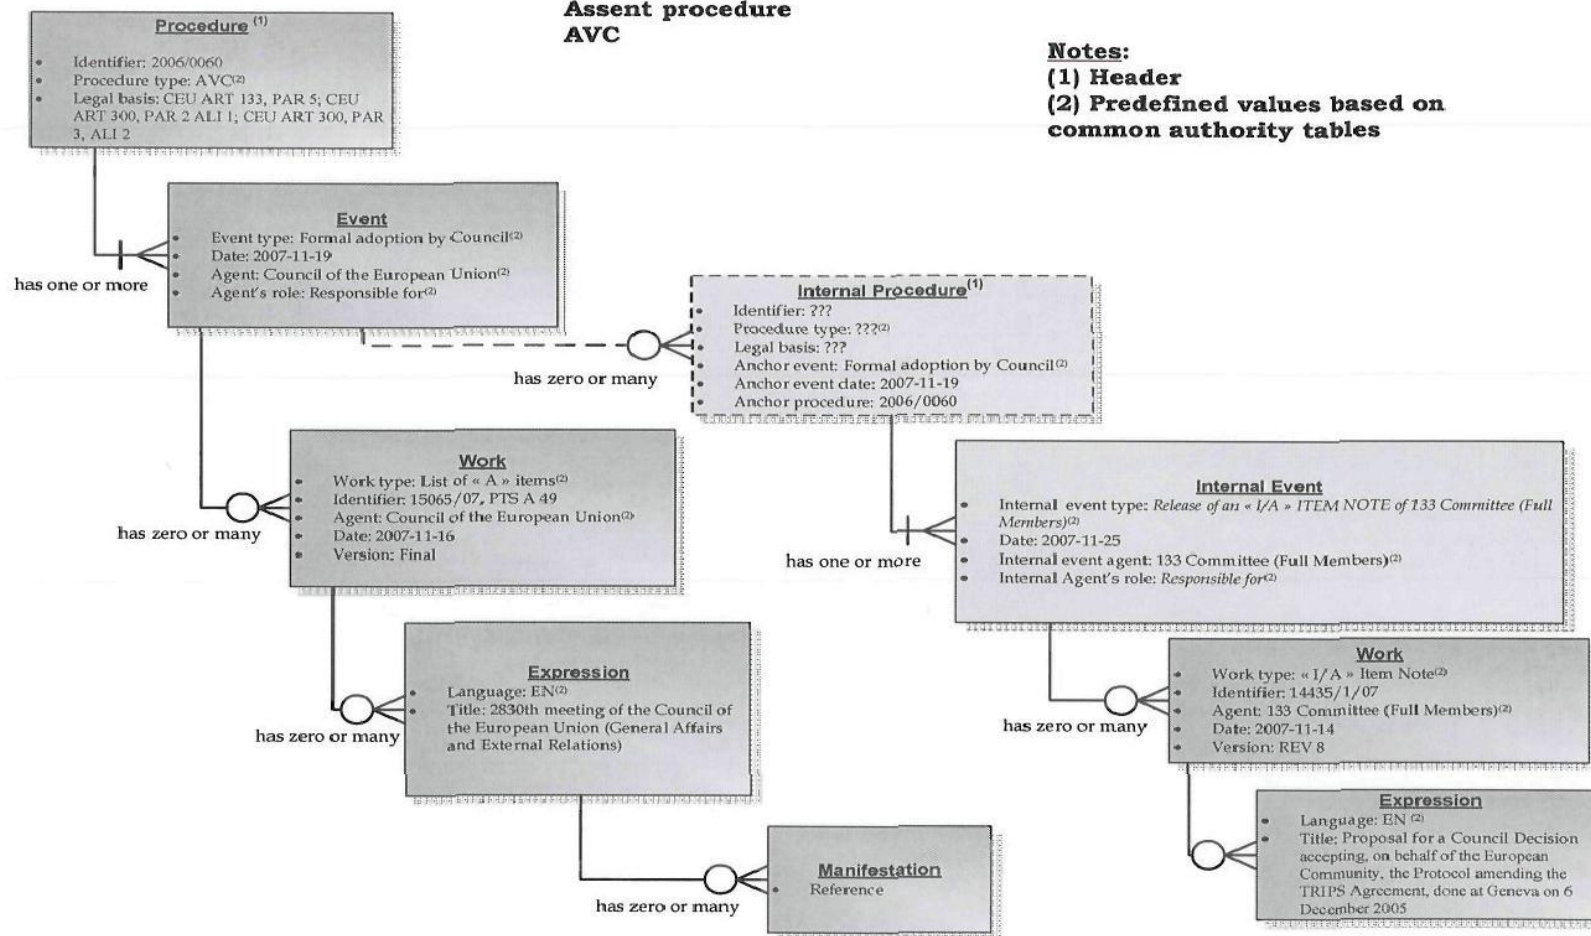 Assent procedure
AVC
Notes:
(1) Header
(2) Predefined values based on
common authority tables
Procedure (1)
• Identifier: 2006/0060
• Procedure type: AVC(2)
• Legal basis: CEU ART 133, PAR 5; CEU
ART 300, PAR 2 ALI 1; CEU ART 300, PAR
3, ALI 2
has one or more
Event
• Event type: Formal adoption by Council(2)
• Date: 2007-11-19
• Agent: Council of the European Union(2)
• Agent's role: Responsible for(2)
has zero or many
Internal Procedure(1)
• Identifier: ???
• Procedure type: ???(2)
• Legal basis: ???
• Anchor event: Formal adoption by Council(2)
• Anchor event date: 2007-11-19
• Anchor procedure: 2006/0060
has zero or many
Work
• Work type: List of « A » items(2)
• Identifier: 15065/07, PTS A 49
• Agent: Council of the European Union(2)
• Date: 2007-11-16
• Version: Final
has one or more
Internal Event
• Internal event type: Release of an « I/A » ITEM NOTE of 133 Committee (Full
Members)(2)
• Date: 2007-11-25
• Internal event agent: 133 Committee (Full Members)(2)
• Internal Agent's role: Responsible for(2)
has zero or many
Expression
• Language: EN(2)
• Title: 2830th meeting of the Council of
the European Union (General Affairs
and External Relations)
has zero or many
Work
• Work type: « I/A » Item Note(2)
• Identifier: 14435/1/07
• Agent: 133 Committee (Full Members)(2)
• Date: 2007-11-14
• Version: REV 8
has zero or many
Manifestation
• Reference
Expression
• Language: EN (2)
• Title: Proposal for a Council Decision
accepting, on behalf of the European
Community, the Protocol amending the
TRIPS Agreement, done at Geneva on 6
December 2005